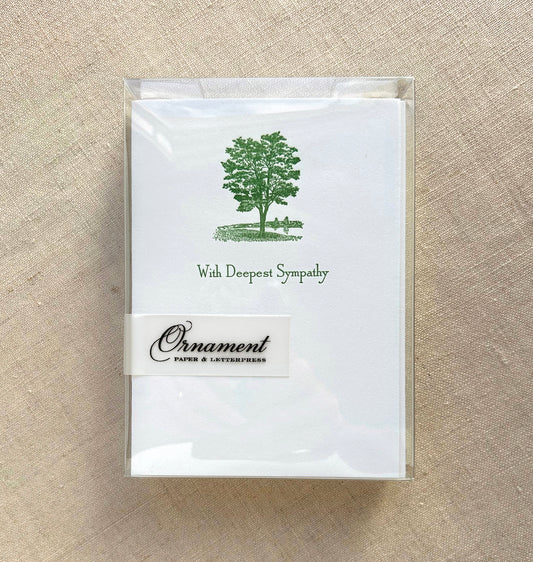 With Deepest Sympathy
Ornament
PAPER & LETTERPRESS